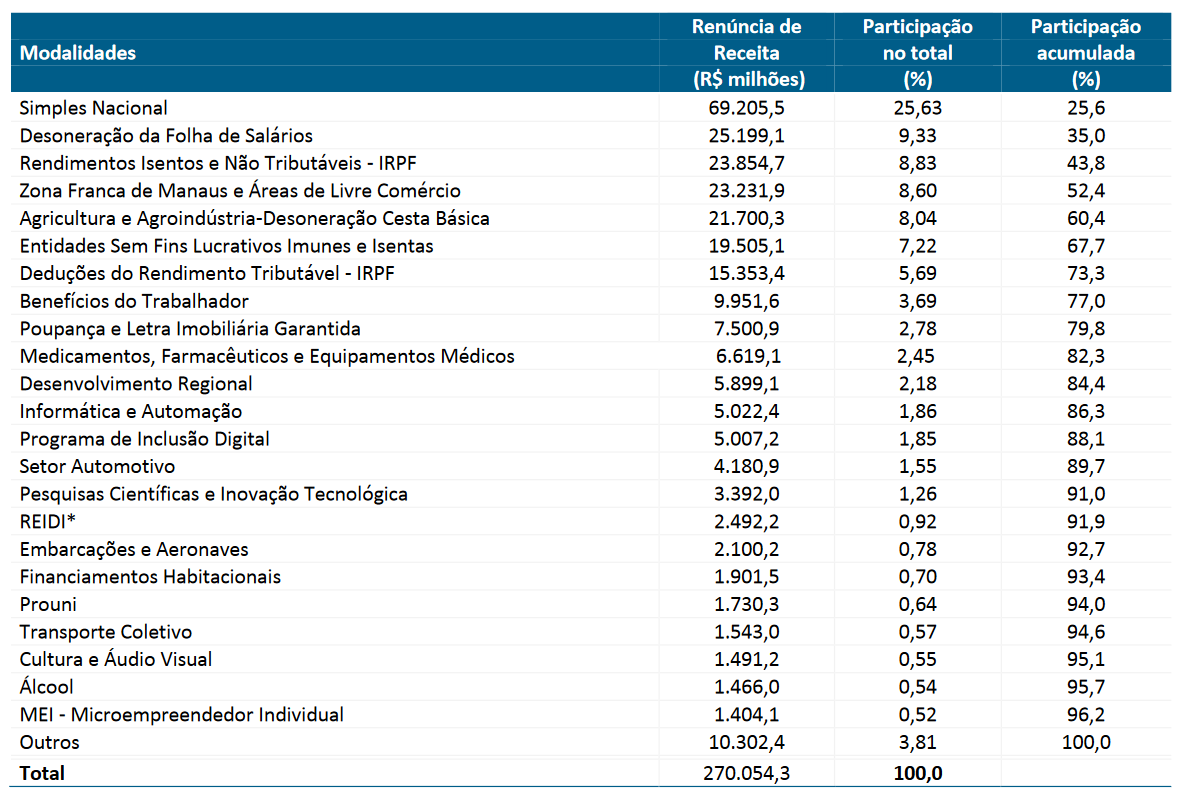 Modalidades Renúncia de Receita (R$ milhões) Participação no total (%) Participação acumulada (%)
Simples Nacional 69.205,5 25,63 25,6
Desoneração da Folha de Salários 25.199,1 9,33 35,0
Rendimentos Isentos e Não Tributáveis - IRPF 23.854,7 8,83 43,8
Zona Franca de Manaus e Áreas de Livre Comércio 23.231,9 8,60 52,4
Agricultura e Agroindústria-Desoneração Cesta Básica 21.700,3 8,04 60,4
Entidades Sem Fins Lucrativos Imunes e Isentas 19.505,1 7,22 67,7
Deduções do Rendimento Tributável - IRPF 15.353,4 5,69 73,3
Benefícios do Trabalhador 9.951,6 3,69 77,0
Poupança e Letra Imobiliária Garantida 7.500,9 2,78 79,8
Medicamentos, Farmacêuticos e Equipamentos Médicos 6.619,1 2,45 82,3
Desenvolvimento Regional 5.899,1 2,18 84,4
Informática e Automação 5.022,4 1,86 86,3
Programa de Inclusão Digital 5.007,2 1,85 88,1
Setor Automotivo 4.180,9 1,55 89,7
Pesquisas Científicas e Inovação Tecnológica 3.392,0 1,26 91,0
REIDI* 2.492,2 0,92 91,9
Embarcações e Aeronaves 2.100,2 0,78 92,7
Financiamentos Habitacionais 1.901,5 0,70 93,4
Prouni 1.730,3 0,64 94,0
Transporte Coletivo 1.543,0 0,57 94,6
Cultura e Áudio Visual 1.491,2 0,55 95,1
Álcool 1.466,0 0,54 95,7
MEI - Microempreendedor Individual 1.404,1 0,52 96,2
Outros 10.302,4 3,81 100,0
Total 270.054,3 100,0